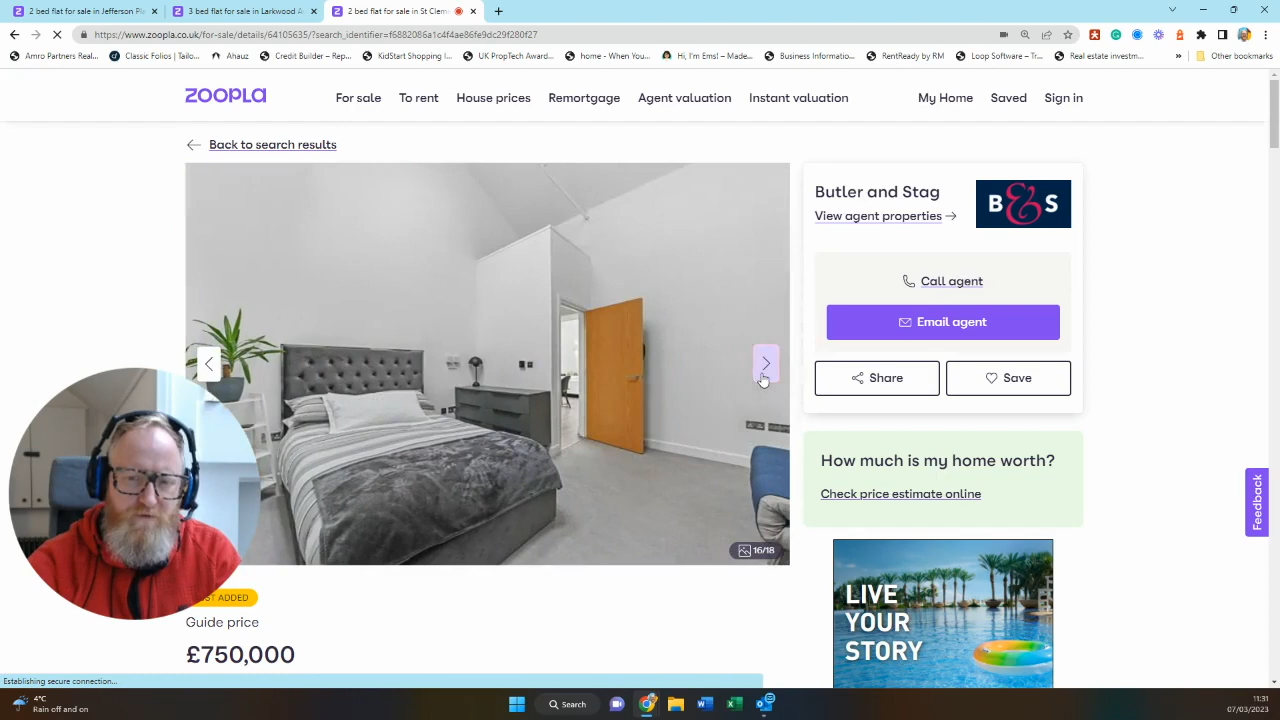 2 bed flat for sale in Jefferson Pl
3 bed flat for sale in Larkwood A
2 bed flat for sale in St Clem
https://www.zoopla.co.uk/for-sale/details/64105635/?search_identifier=f6882086a1c4f4ae86fe9dc29f280f27
Amro Partners Real...
Classic Folios | Tailo...
Ahauz
Credit Builder – Rep...
KidStart Shopping I...
UK PropTech Award...
home - When You'...
Hi, I'm Ems! – Made...
Business Informatio...
RentReady by RM
Loop Software – Tr...
Real estate investm...
»
Other bookmarks
ZOOPLA
For sale
To rent
House prices
Remortgage
Agent valuation
Instant valuation
My Home
Saved
Sign in
Back to search results
Butler and Stag
View agent properties
B&S
Call agent
Email agent
Share
Save
How much is my home worth?
Check price estimate online
16/18
ADDED
Guide price
£750,000
LIVE
YOUR
STORY
Feedback
Establishing secure connection...
4°C
Rain off and on
Search
11:31
07/03/2023